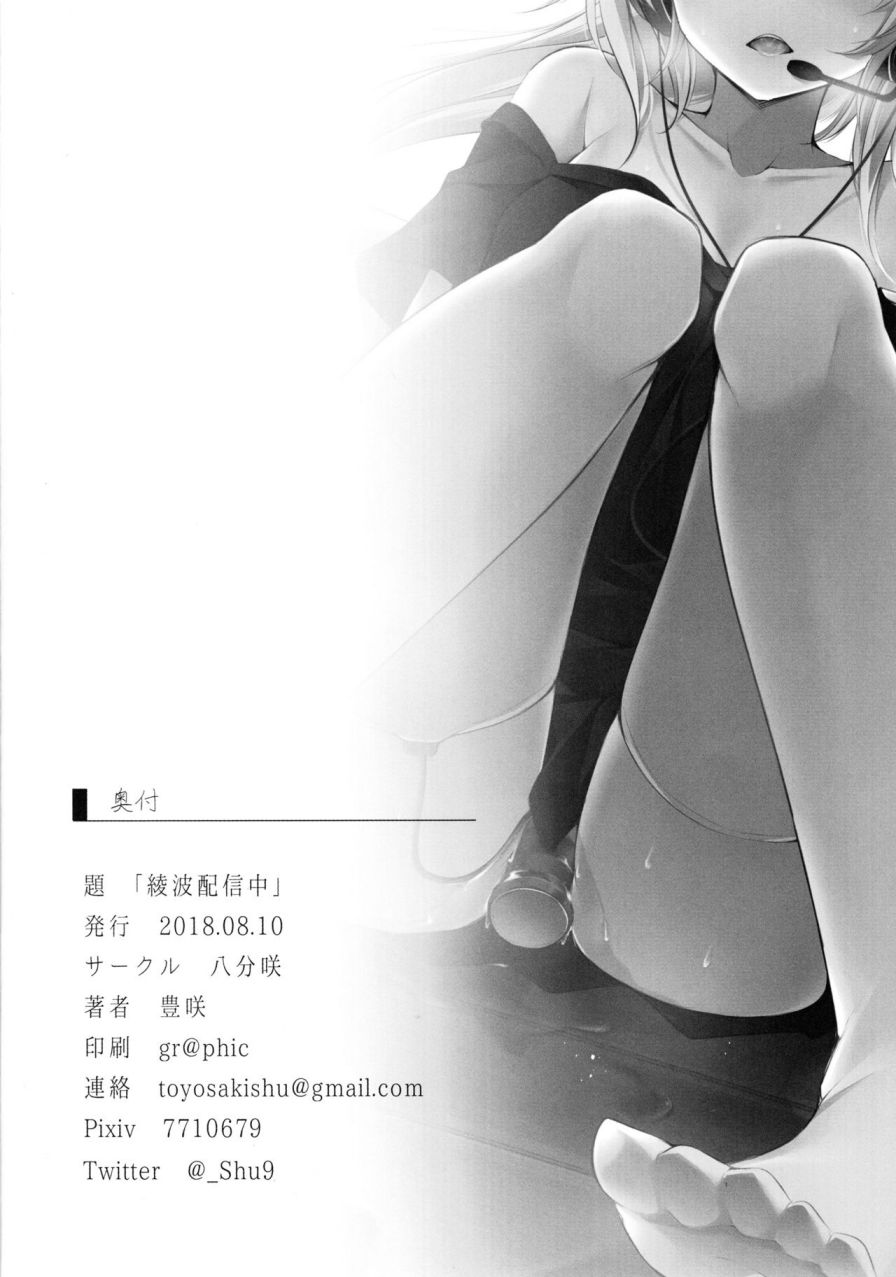 奥付
題　「綾波配信中」
発行　2018.08.10
サークル　八分咲
著者　豊咲
印刷　gr@phic
連絡　toyosakishu@gmail.com
Pixiv　7710679
Twitter　@_Shu9